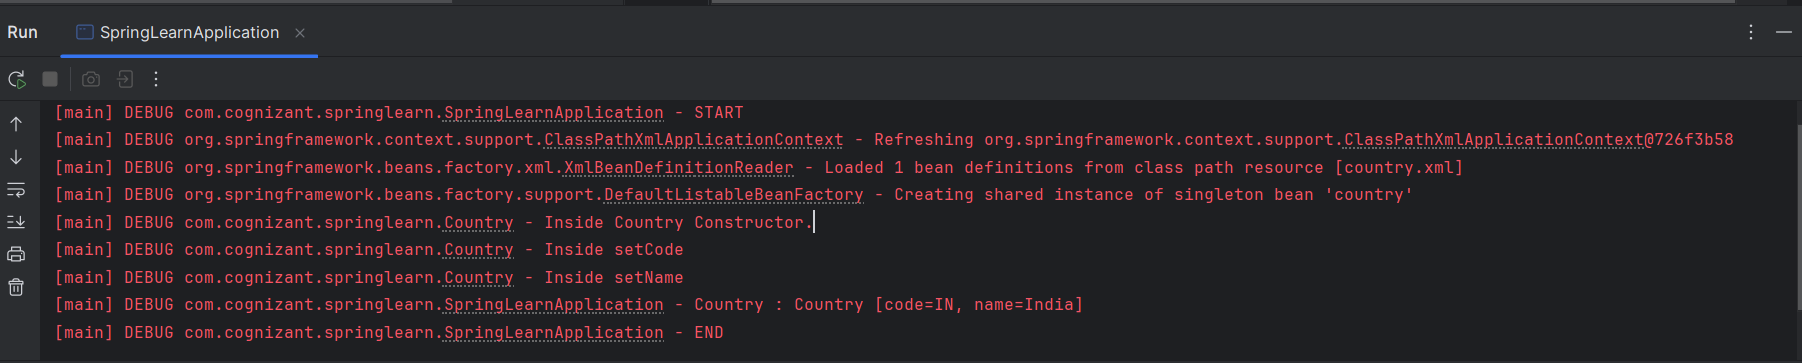 Run
SpringLearnApplication
[main] DEBUG com.cognizant.springlearn.SpringLearnApplication - START
[main] DEBUG org.springframework.context.support.ClassPathXmlApplicationContext - Refreshing org.springframework.context.support.ClassPathXmlApplicationContext@726f3b58
[main] DEBUG org.springframework.beans.factory.xml.XmlBeanDefinitionReader - Loaded 1 bean definitions from class path resource [country.xml]
[main] DEBUG org.springframework.beans.factory.support.DefaultListableBeanFactory - Creating shared instance of singleton bean 'country'
[main] DEBUG com.cognizant.springlearn.Country - Inside Country Constructor.
[main] DEBUG com.cognizant.springlearn.Country - Inside setCode
[main] DEBUG com.cognizant.springlearn.Country - Inside setName
[main] DEBUG com.cognizant.springlearn.SpringLearnApplication - Country : Country [code=IN, name=India]
[main] DEBUG com.cognizant.springlearn.SpringLearnApplication - END